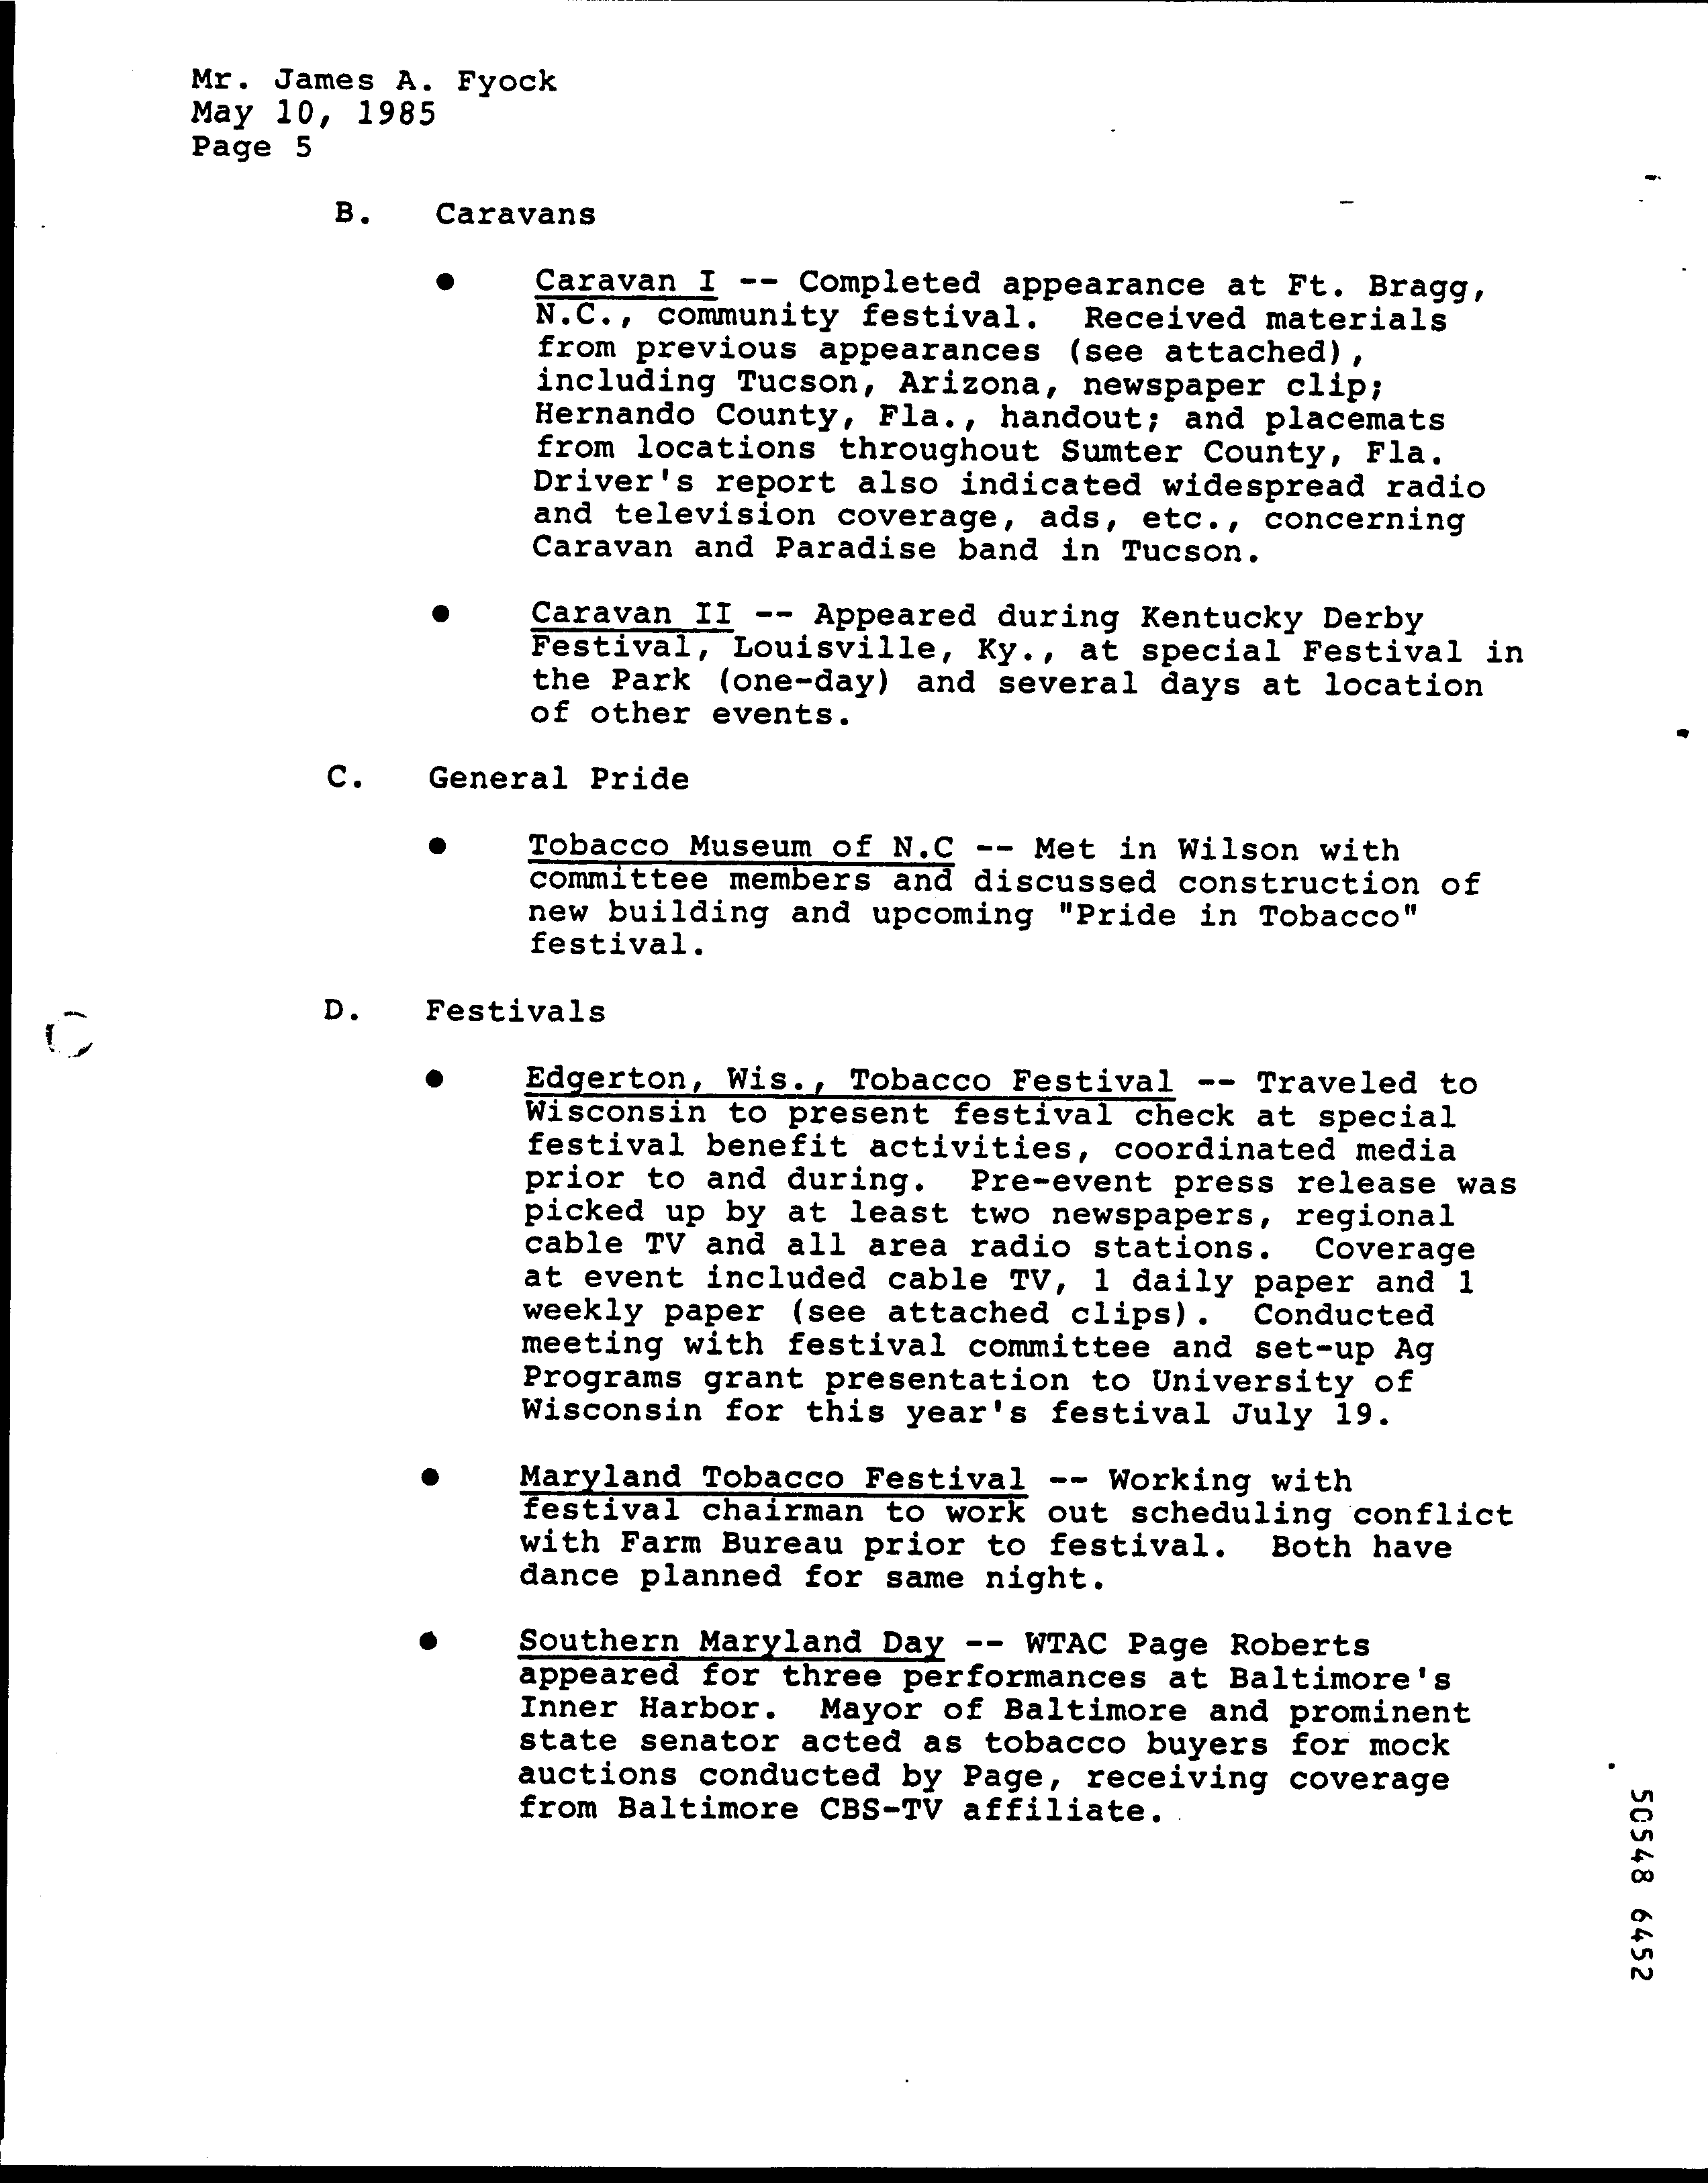 Mr. James A. Fyock
May 10, 1985
Page 5
B. Caravans
● Caravan I -- Completed appearance at Ft. Bragg,
N.C., community festival. Received materials
from previous appearances (see attached),
including Tucson, Arizona, newspaper clip;
Hernando County, Fla., handout; and placemats
from locations throughout Sumter County, Fla.
Driver's report also indicated widespread radio
and television coverage, ads, etc., concerning
Caravan and Paradise band in Tucson.
● Caravan II -- Appeared during Kentucky Derby
Festival, Louisville, Ky., at special Festival in
the Park (one-day) and several days at location
of other events.
C. General Pride
● Tobacco Museum of N.C -- Met in Wilson with
committee members and discussed construction of
new building and upcoming "Pride in Tobacco"
festival.
D. Festivals
● Edgerton, Wis., Tobacco Festival -- Traveled to
Wisconsin to present festival check at special
festival benefit activities, coordinated media
prior to and during. Pre-event press release was
picked up by at least two newspapers, regional
cable TV and all area radio stations. Coverage
at event included cable TV, 1 daily paper and 1
weekly paper (see attached clips). Conducted
meeting with festival committee and set-up Ag
Programs grant presentation to University of
Wisconsin for this year's festival July 19.
● Maryland Tobacco Festival -- Working with
festival chairman to work out scheduling conflict
with Farm Bureau prior to festival. Both have
dance planned for same night.
● Southern Maryland Day -- WTAC Page Roberts
appeared for three performances at Baltimore's
Inner Harbor. Mayor of Baltimore and prominent
state senator acted as tobacco buyers for mock
auctions conducted by Page, receiving coverage
from Baltimore CBS-TV affiliate.
50548 6452